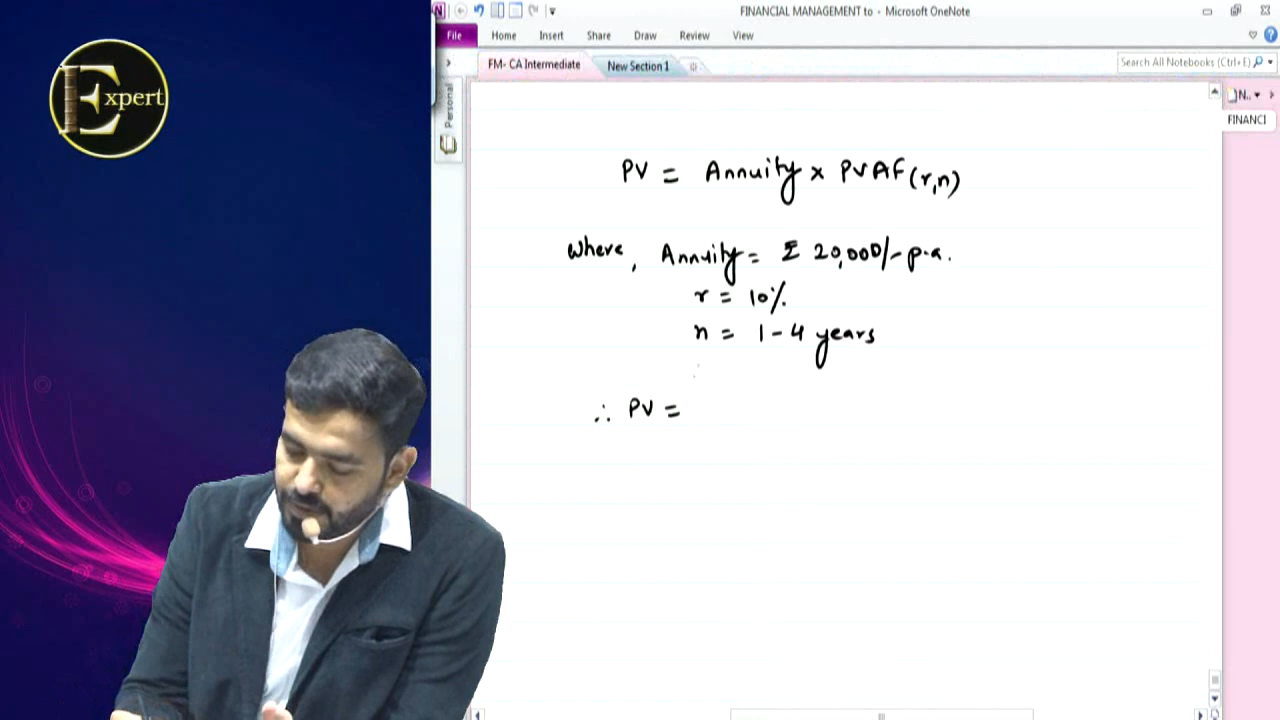 Expert
FINANCIAL MANAGEMENT to - Microsoft OneNote
File Home Insert Share Draw Review View
FM- CA Intermediate New Section 1 Search All Notebooks (Ctrl+E)
N..
Personal
FINANCI
PV = Annuity × PVAF(r,n)
Where, Annuity = ₹ 20,000/- p.a.
r = 10%
n = 1 - 4 years
∴ PV =